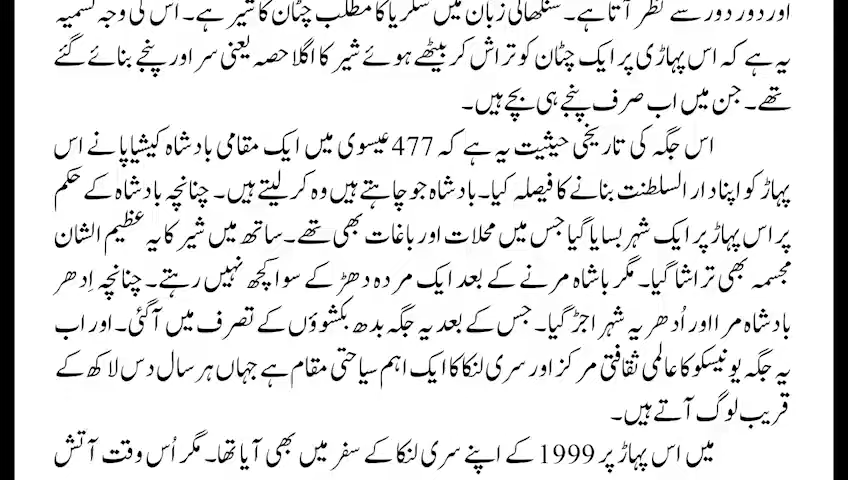 اور دور دور سے نظر آتا ہے۔ سنکھالی زبان میں سگریا کا مطلب چٹان کا شیر ہے۔ اس کی وجہ تسمیہ
یہ ہے کہ اس پہاڑی پر ایک چٹان کو تراش کر بیٹھے ہوئے شیر کا اگلا حصہ یعنی سر اور پنجے بنائے گئے
تھے۔ جن میں اب صرف پنجے ہی بچے ہیں۔
اس جگہ کی تاریخی حیثیت یہ ہے کہ 477 عیسوی میں ایک مقامی بادشاہ کیشیاپا نے اس
پہاڑ کو اپنا دار السلطنت بنانے کا فیصلہ کیا۔ بادشاہ جو چاہتے ہیں وہ کر لیتے ہیں۔ چنانچہ بادشاہ کے حکم
پر اس پہاڑ پر ایک شہر بسایا گیا جس میں محلات اور باغات بھی تھے۔ ساتھ میں شیر کا یہ عظیم الشان
مجسمہ بھی تراشا گیا۔ مگر باشاہ مرنے کے بعد ایک مردہ دھڑ کے سوا کچھ نہیں رہتے۔ چنانچہ اِدھر
بادشاہ مرا اور اُدھر یہ شہر اجڑ گیا۔ جس کے بعد یہ جگہ بدھ بکشوؤں کے تصرف میں آگئی۔ اور اب
یہ جگہ یونیسکو کا عالمی ثقافتی مرکز اور سری لنکا کا ایک اہم سیاحتی مقام ہے جہاں ہر سال دس لاکھ کے
قریب لوگ آتے ہیں۔
میں اس پہاڑ پر 1999 کے اپنے سری لنکا کے سفر میں بھی آیا تھا۔ مگر اُس وقت آتش